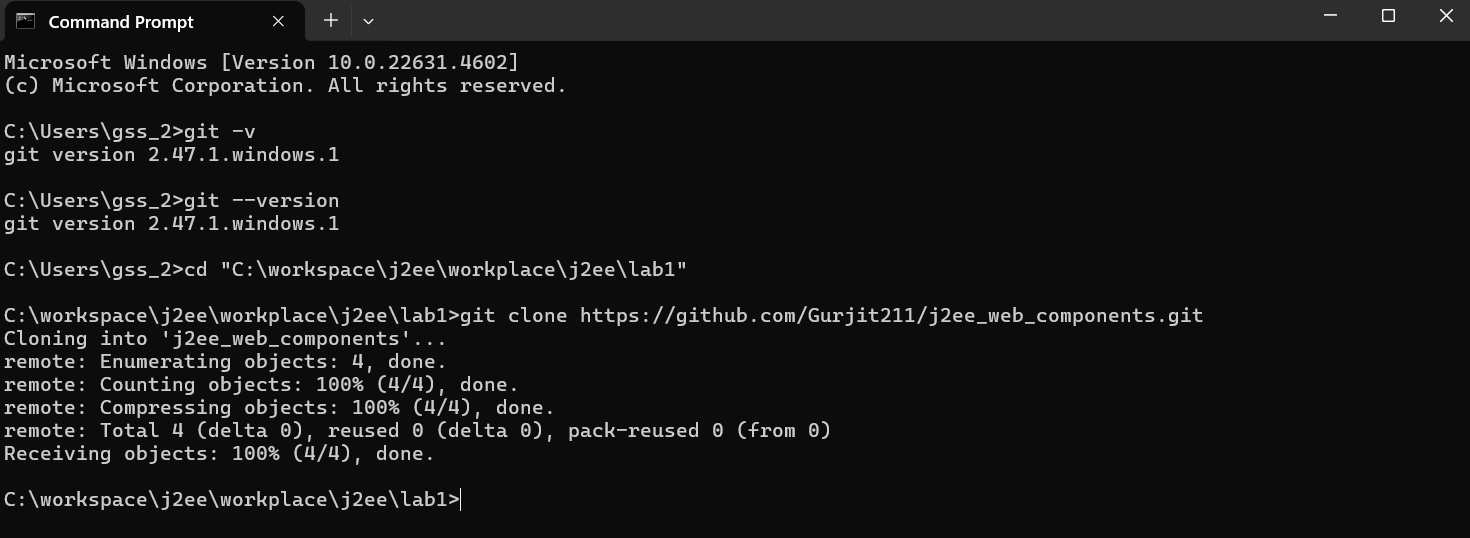 Command Prompt
Microsoft Windows [Version 10.0.22631.4602]
(c) Microsoft Corporation. All rights reserved.
C:\Users\gss_2>git -v
git version 2.47.1.windows.1
C:\Users\gss_2>git --version
git version 2.47.1.windows.1
C:\Users\gss_2>cd "C:\workspace\j2ee\workplace\j2ee\lab1"
C:\workspace\j2ee\workplace\j2ee\lab1>git clone https://github.com/Gurjit211/j2ee_web_components.git
Cloning into 'j2ee_web_components'...
remote: Enumerating objects: 4, done.
remote: Counting objects: 100% (4/4), done.
remote: Compressing objects: 100% (4/4), done.
remote: Total 4 (delta 0), reused 0 (delta 0), pack-reused 0 (from 0)
Receiving objects: 100% (4/4), done.
C:\workspace\j2ee\workplace\j2ee\lab1>